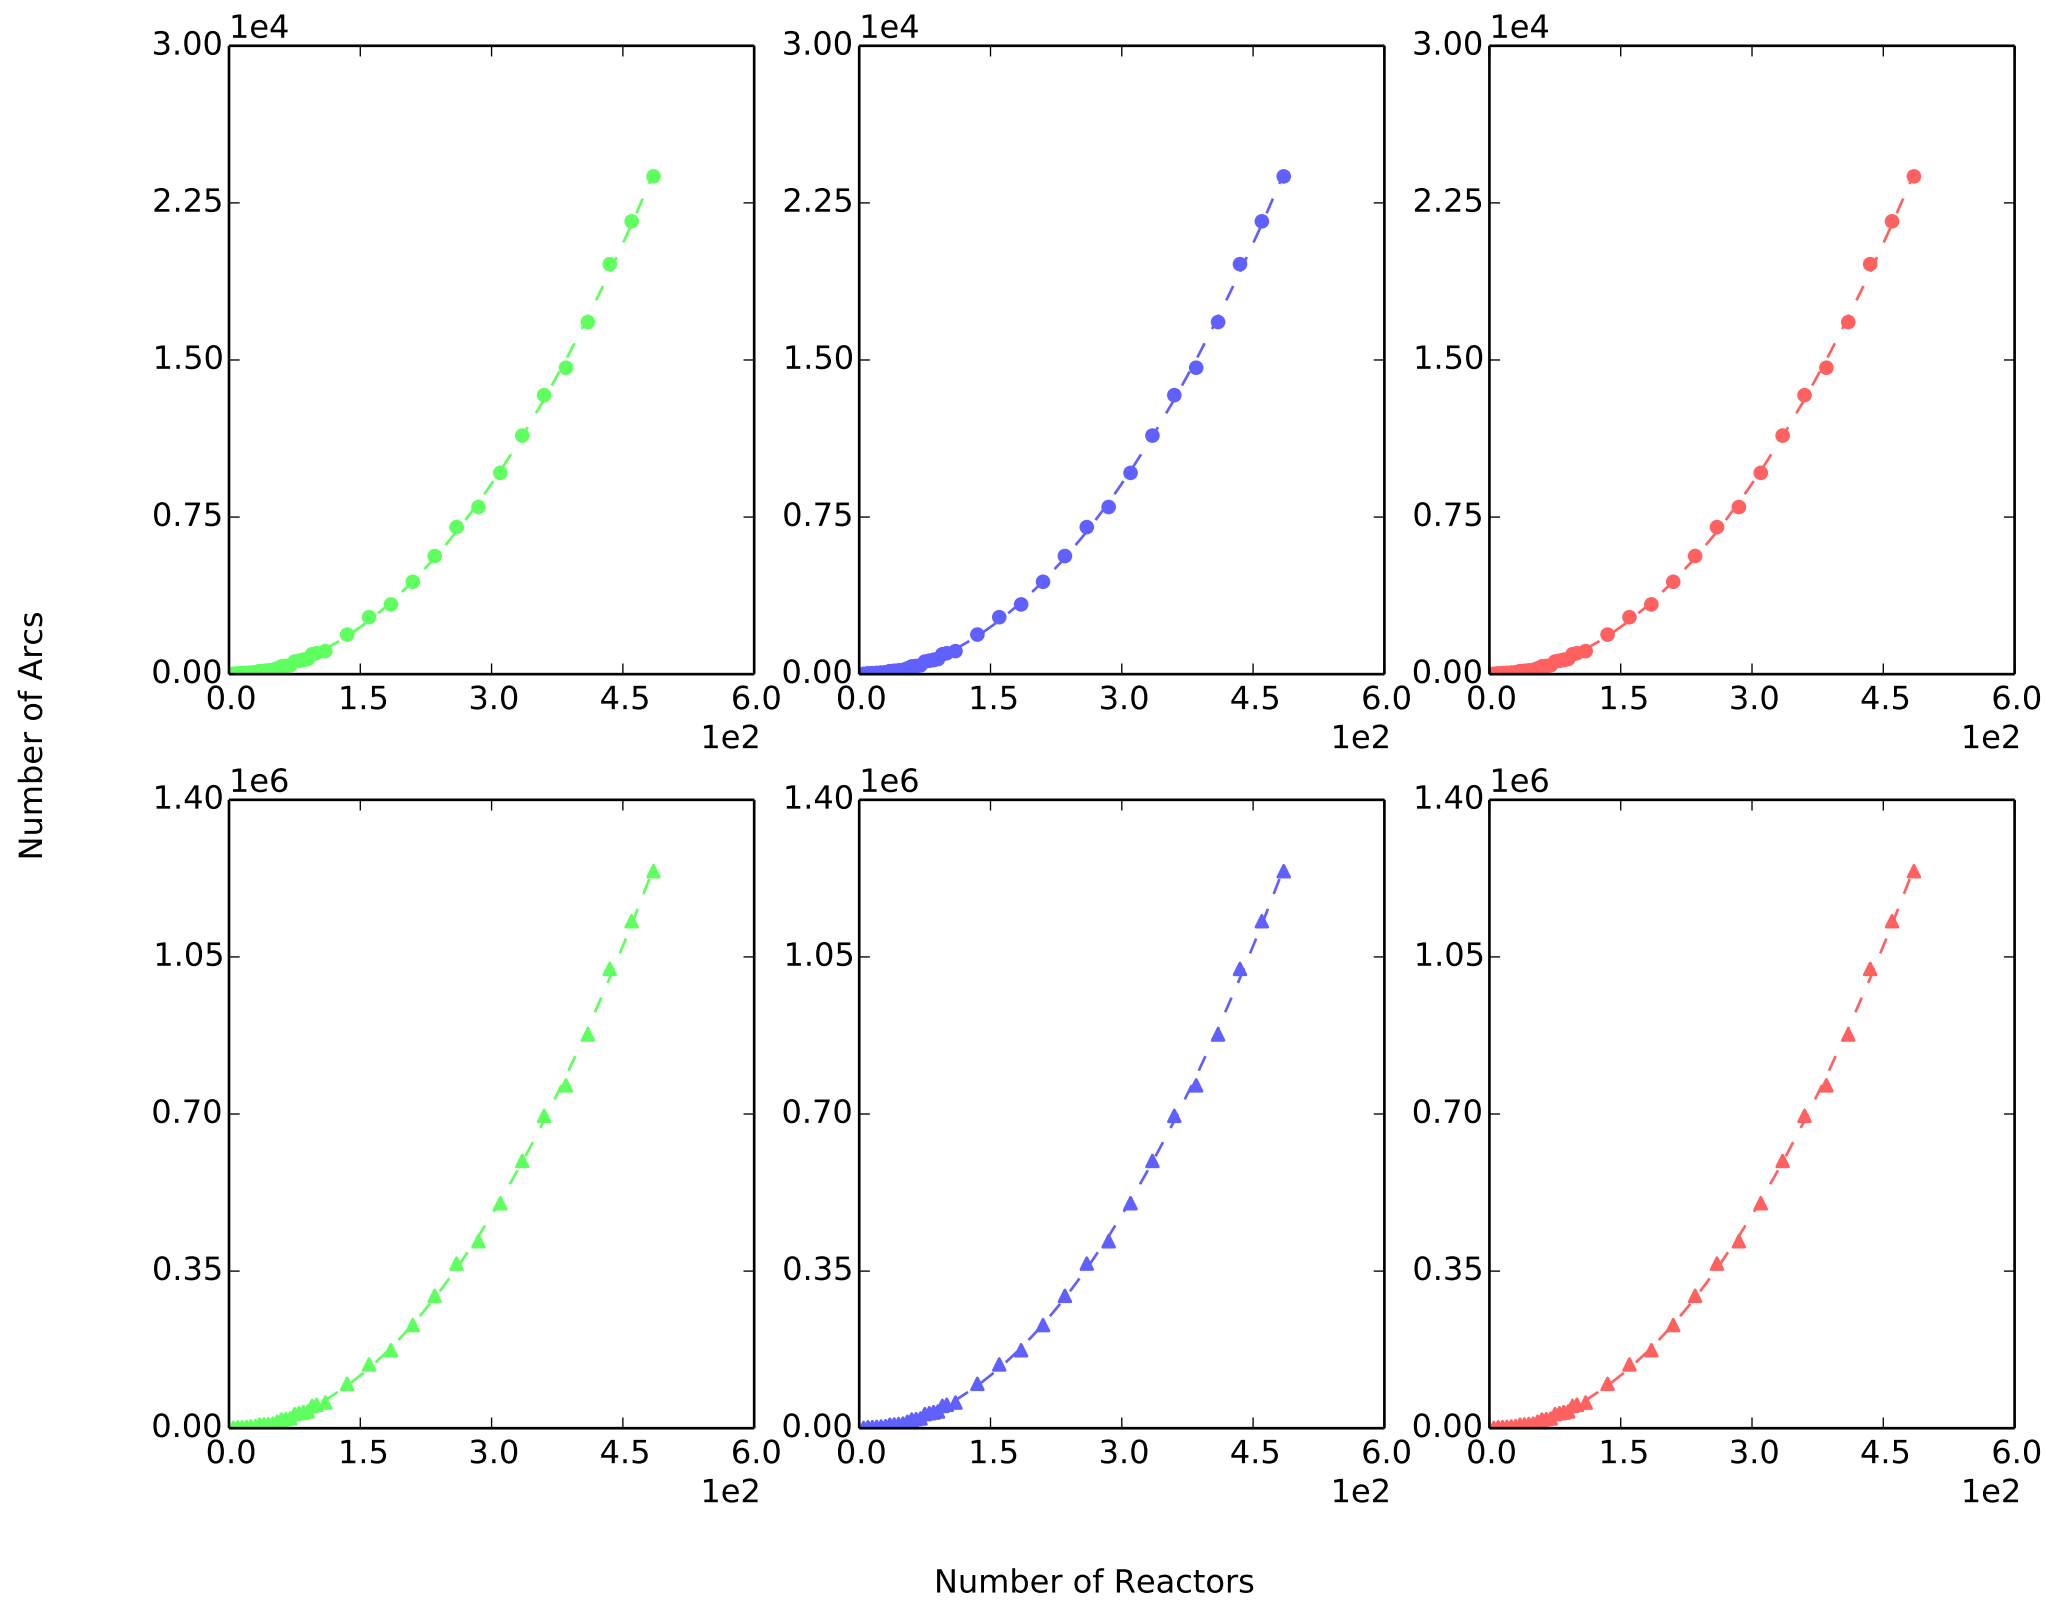 1e4 1e4 1e4
3.00 3.00 3.00
2.25 2.25 2.25
1.50 1.50 1.50
0.75 0.75 0.75
0.00 0.00 0.00
0.0 1.5 3.0 4.5 6.0 0.0 1.5 3.0 4.5 6.0 0.0 1.5 3.0 4.5 6.0
1e2 1e2 1e2
Number of Arcs
1e6 1e6 1e6
1.40 1.40 1.40
1.05 1.05 1.05
0.70 0.70 0.70
0.35 0.35 0.35
0.00 0.00 0.00
0.0 1.5 3.0 4.5 6.0 0.0 1.5 3.0 4.5 6.0 0.0 1.5 3.0 4.5 6.0
1e2 1e2 1e2
Number of Reactors